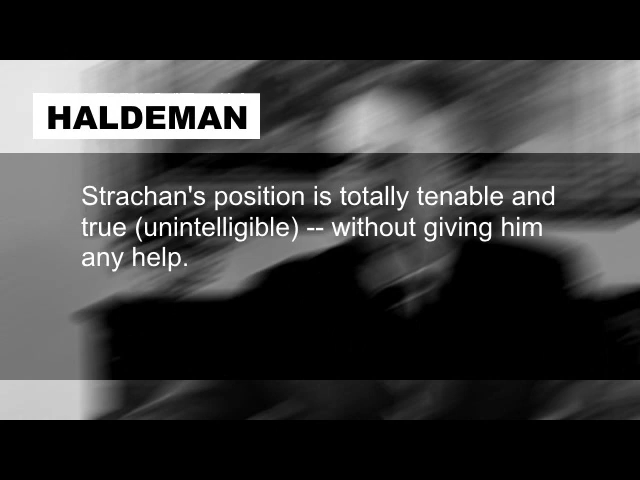 HALDEMAN
Strachan's position is totally tenable and
true (unintelligible) -- without giving him
any help.